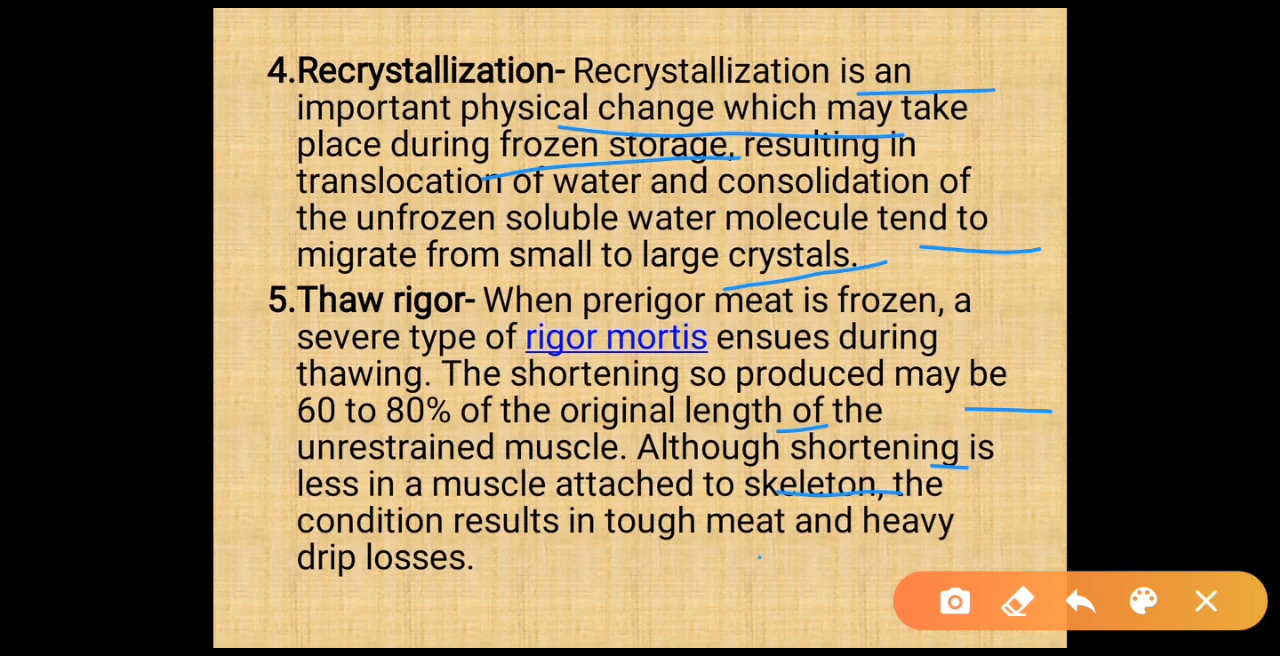 4.Recrystallization- Recrystallization is an
important physical change which may take
place during frozen storage, resulting in
translocation of water and consolidation of
the unfrozen soluble water molecule tend to
migrate from small to large crystals.
5.Thaw rigor- When prerigor meat is frozen, a
severe type of rigor mortis ensues during
thawing. The shortening so produced may be
60 to 80% of the original length of the
unrestrained muscle. Although shortening is
less in a muscle attached to skeleton, the
condition results in tough meat and heavy
drip losses.